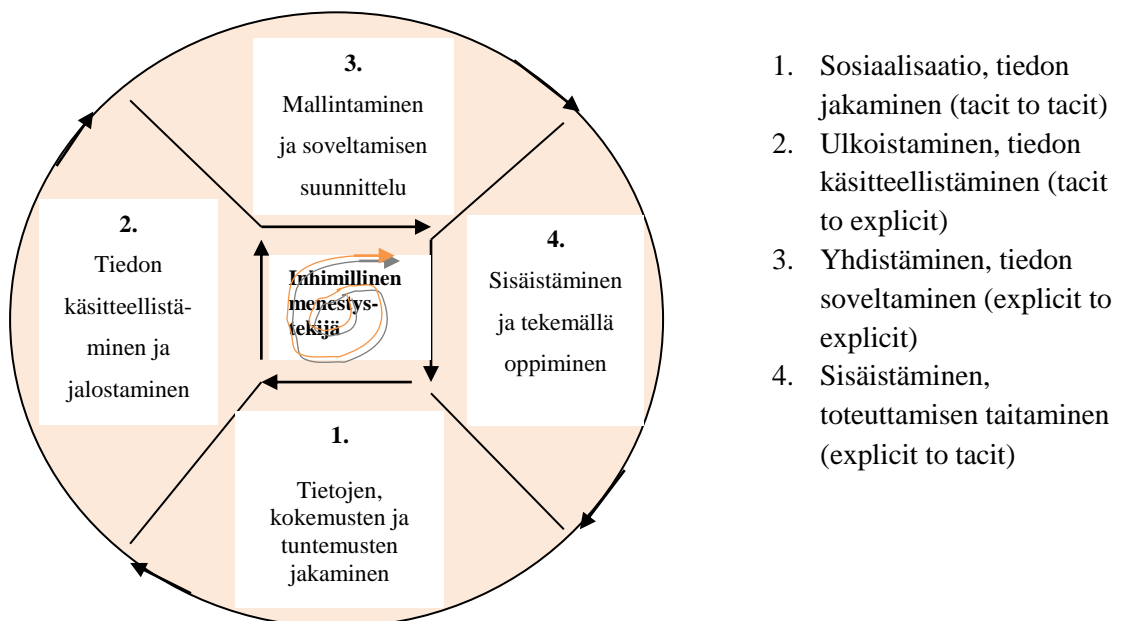 3.
Mallintaminen
ja soveltamisen
suunnittelu
2.
Tiedon
käsitteellistä-
minen ja
jalostaminen
Inhimillinen
menestys-
tekijä
4.
Sisäistäminen
ja tekemällä
oppiminen
1.
Tietojen,
kokemusten ja
tuntemusten
jakaminen
1. Sosiaalisaatio, tiedon
jakaminen (tacit to tacit)
2. Ulkoistaminen, tiedon
käsitteellistäminen (tacit
to explicit)
3. Yhdistäminen, tiedon
soveltaminen (explicit to
explicit)
4. Sisäistäminen,
toteuttamisen taitaminen
(explicit to tacit)